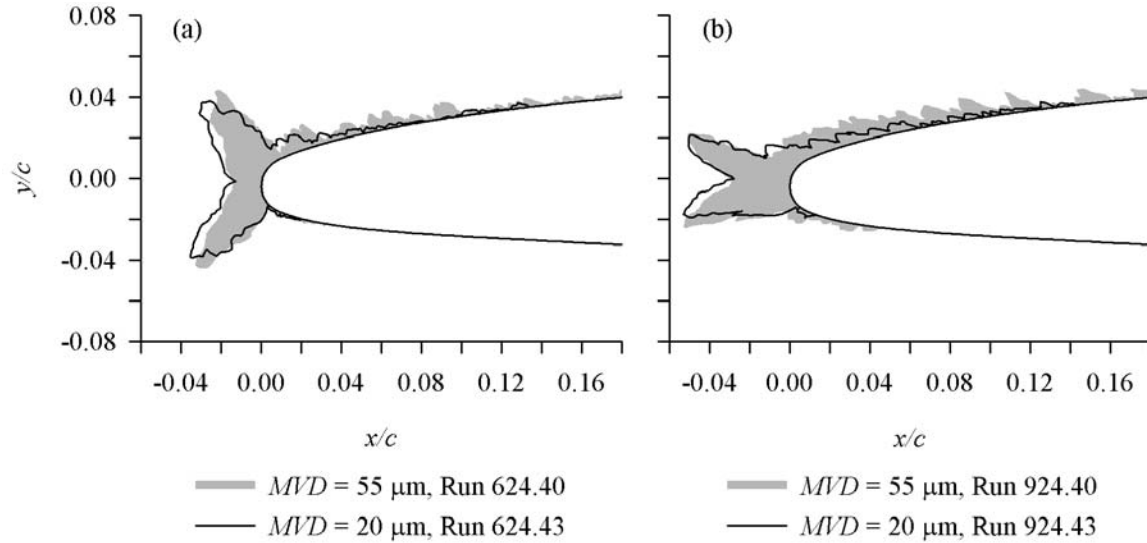 (a)
(b)
0.08
0.04
0.00
-0.04
-0.08
y/c
-0.04 0.00 0.04 0.08 0.12 0.16
-0.04 0.00 0.04 0.08 0.12 0.16
x/c
x/c
MVD = 55 μm, Run 624.40
MVD = 20 μm, Run 624.43
MVD = 55 μm, Run 924.40
MVD = 20 μm, Run 924.43